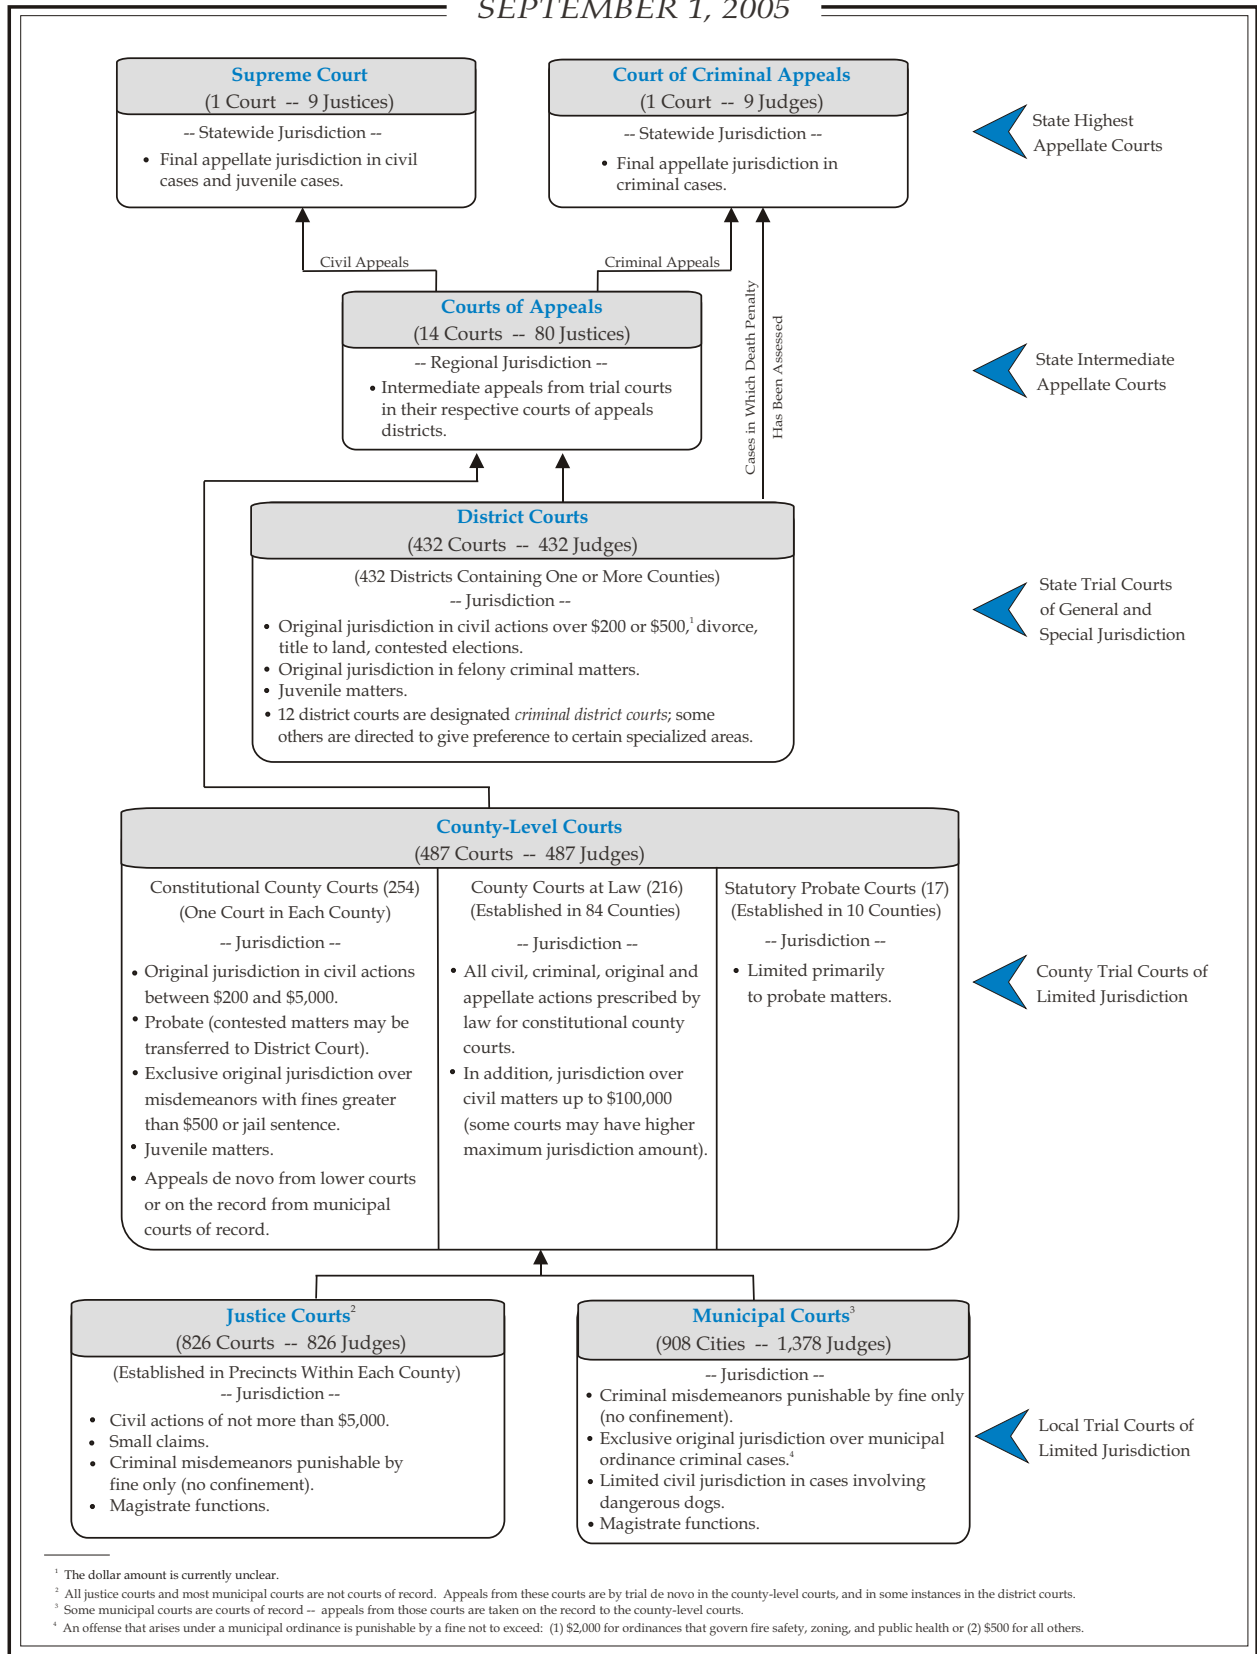 SEPTEMBER 1, 2005
Supreme Court
(1 Court -- 9 Justices)
-- Statewide Jurisdiction --
• Final appellate jurisdiction in civil
cases and juvenile cases.
Court of Criminal Appeals
(1 Court -- 9 Judges)
-- Statewide Jurisdiction --
• Final appellate jurisdiction in
criminal cases.
State Highest
Appellate Courts
Civil Appeals
Criminal Appeals
Cases in Which Death Penalty
Has Been Assessed
Courts of Appeals
(14 Courts -- 80 Justices)
-- Regional Jurisdiction --
• Intermediate appeals from trial courts
in their respective courts of appeals
districts.
State Intermediate
Appellate Courts
District Courts
(432 Courts -- 432 Judges)
(432 Districts Containing One or More Counties)
-- Jurisdiction --
• Original jurisdiction in civil actions over $200 or $500,¹ divorce,
title to land, contested elections.
• Original jurisdiction in felony criminal matters.
• Juvenile matters.
• 12 district courts are designated criminal district courts; some
others are directed to give preference to certain specialized areas.
State Trial Courts
of General and
Special Jurisdiction
County-Level Courts
(487 Courts -- 487 Judges)
Constitutional County Courts (254)
(One Court in Each County)
-- Jurisdiction --
• Original jurisdiction in civil actions
between $200 and $5,000.
• Probate (contested matters may be
transferred to District Court).
• Exclusive original jurisdiction over
misdemeanors with fines greater
than $500 or jail sentence.
• Juvenile matters.
• Appeals de novo from lower courts
or on the record from municipal
courts of record.
County Courts at Law (216)
(Established in 84 Counties)
-- Jurisdiction --
• All civil, criminal, original and
appellate actions prescribed by
law for constitutional county
courts.
• In addition, jurisdiction over
civil matters up to $100,000
(some courts may have higher
maximum jurisdiction amount).
Statutory Probate Courts (17)
(Established in 10 Counties)
-- Jurisdiction --
• Limited primarily
to probate matters.
County Trial Courts of
Limited Jurisdiction
Justice Courts²
(826 Courts -- 826 Judges)
(Established in Precincts Within Each County)
-- Jurisdiction --
• Civil actions of not more than $5,000.
• Small claims.
• Criminal misdemeanors punishable by
fine only (no confinement).
• Magistrate functions.
Municipal Courts³
(908 Cities -- 1,378 Judges)
-- Jurisdiction --
• Criminal misdemeanors punishable by fine only
(no confinement).
• Exclusive original jurisdiction over municipal
ordinance criminal cases.⁴
• Limited civil jurisdiction in cases involving
dangerous dogs.
• Magistrate functions.
Local Trial Courts of
Limited Jurisdiction
¹ The dollar amount is currently unclear.
² All justice courts and most municipal courts are not courts of record. Appeals from these courts are by trial de novo in the county-level courts, and in some instances in the district courts.
³ Some municipal courts are courts of record -- appeals from those courts are taken on the record to the county-level courts.
⁴ An offense that arises under a municipal ordinance is punishable by a fine not to exceed: (1) $2,000 for ordinances that govern fire safety, zoning, and public health or (2) $500 for all others.